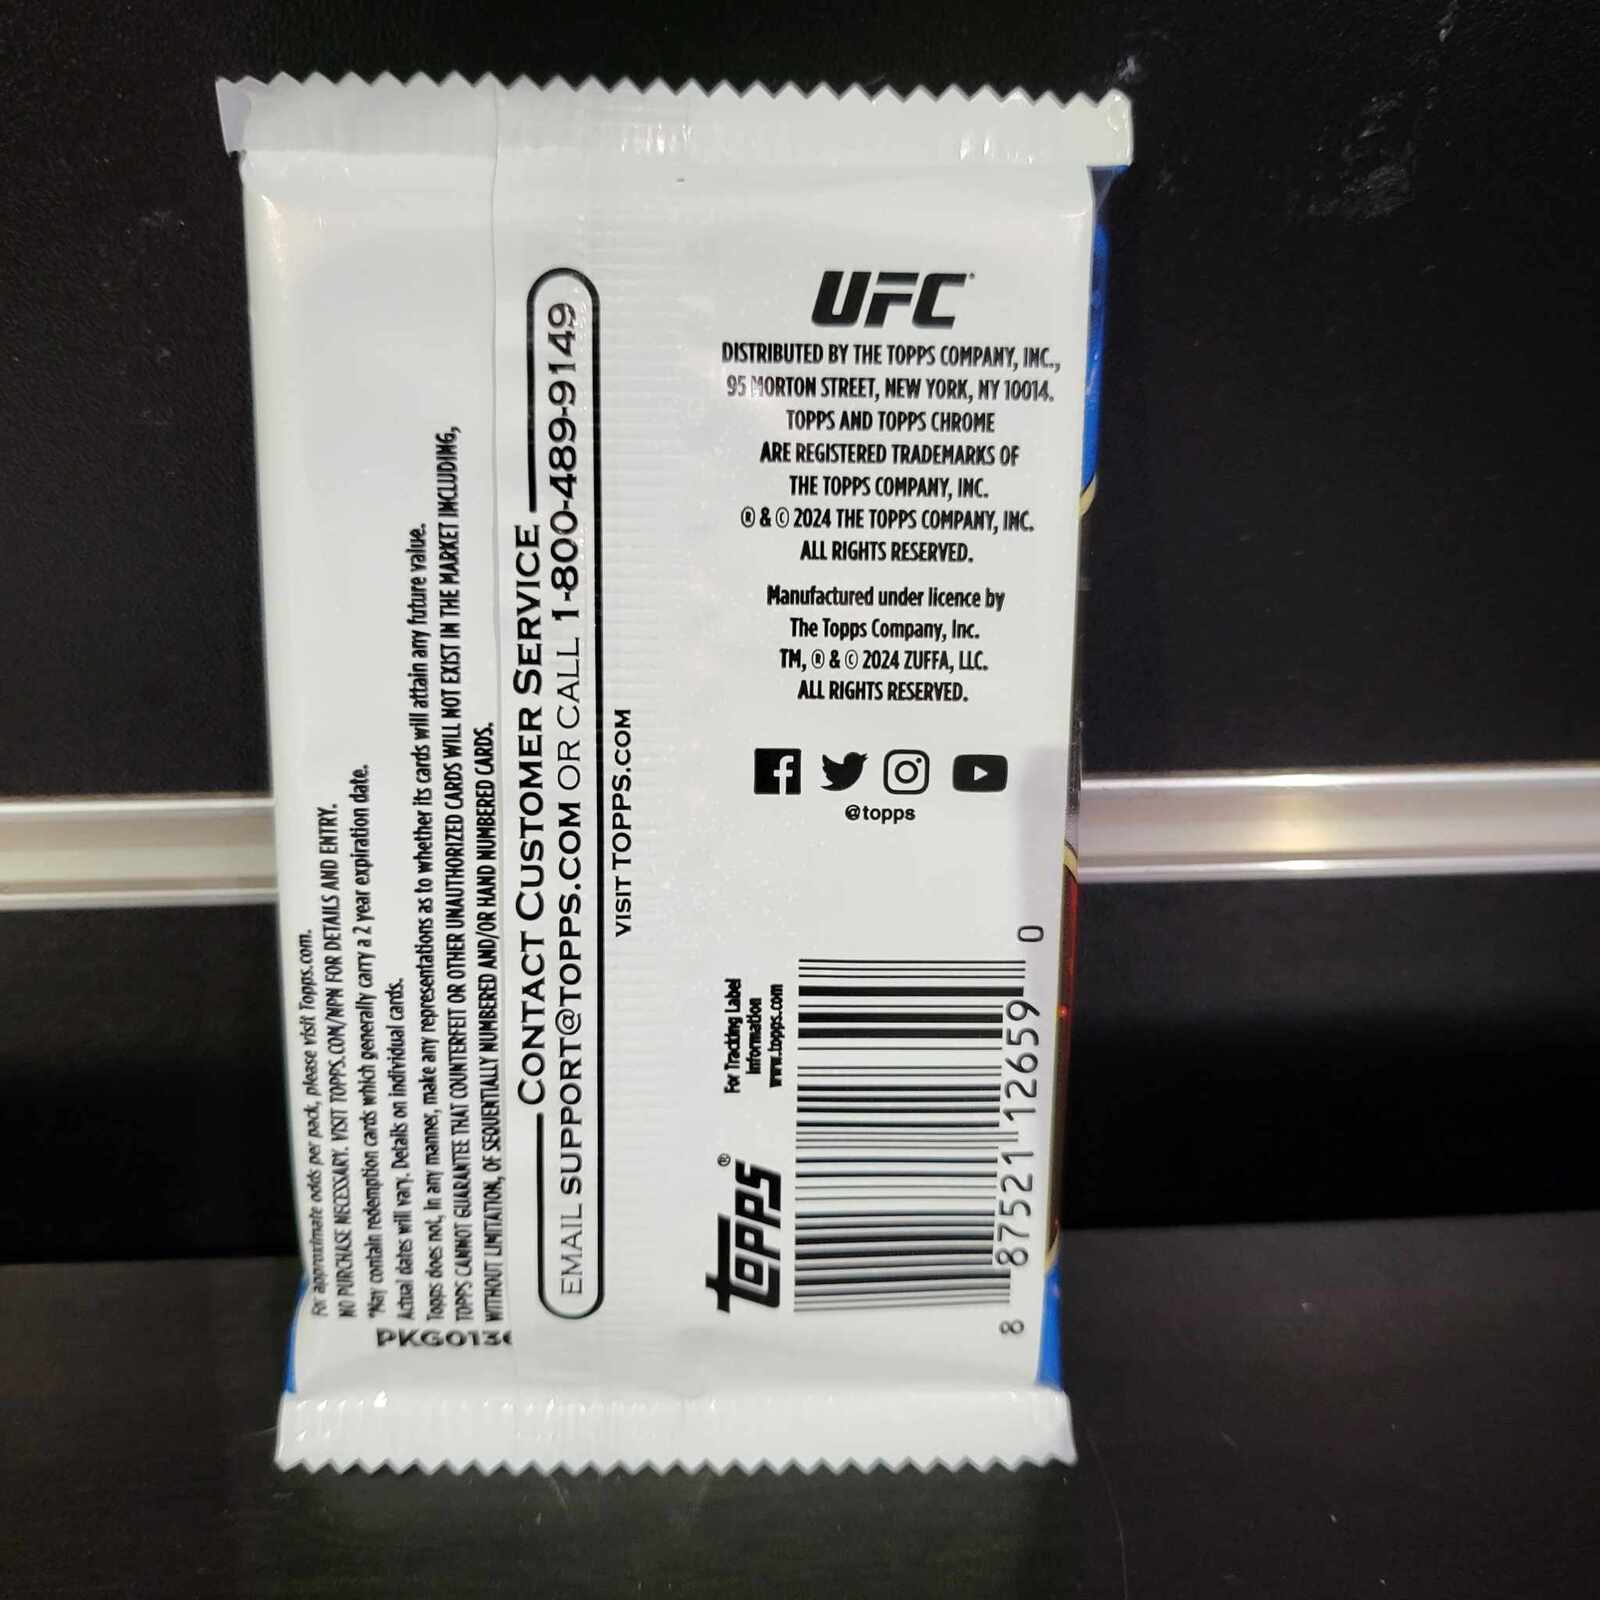 UFC
DISTRIBUTED BY THE TOPPS COMPANY, INC.,
95 MORTON STREET, NEW YORK, NY 10014.
TOPPS AND TOPPS CHROME
ARE REGISTERED TRADEMARKS OF
THE TOPPS COMPANY, INC.
® & © 2024 THE TOPPS COMPANY, INC.
ALL RIGHTS RESERVED.
Manufactured under licence by
The Topps Company, Inc.
TM, ® & © 2024 ZUFFA, LLC.
ALL RIGHTS RESERVED.
@topps
For approximate odds per pack, please visit Topps.com.
NO PURCHASE NECESSARY. VISIT TOPPS.COM/NPN FOR DETAILS AND ENTRY.
*May contain redemption cards which generally carry a 2 year expiration date.
Actual dates will vary. Details on individual cards.
Topps does not, in any manner, make any representations as to whether its cards will attain any future value.
TOPPS CANNOT GUARANTEE THAT COUNTERFEIT OR OTHER UNAUTHORIZED CARDS WILL NOT EXIST IN THE MARKET INCLUDING,
WITHOUT LIMITATION, OF SEQUENTIALLY NUMBERED AND/OR HAND NUMBERED CARDS.
CONTACT CUSTOMER SERVICE
EMAIL SUPPORT@TOPPS.COM OR CALL 1-800-489-9149
VISIT TOPPS.COM
topps®
For Tracking Label
Information
www.topps.com
8 87521 12659 0